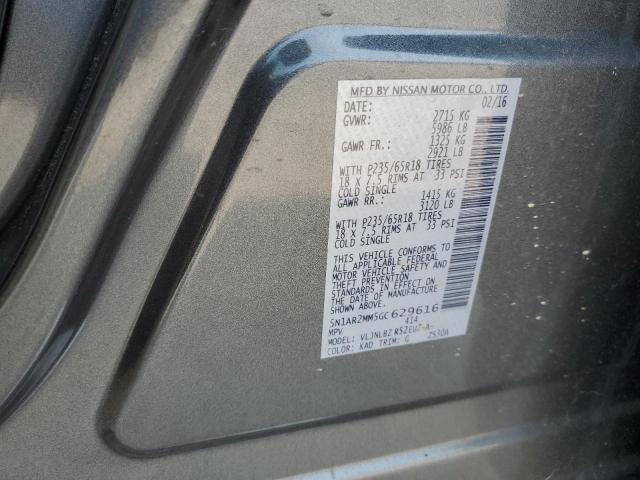 MFD BY NISSAN MOTOR CO., LTD.
DATE: 02/16
GVWR: 2715 KG
5986 LB
GAWR FR.: 1325 KG
2921 LB
WITH P235/65R18 TIRES
18 X 7.5 RIMS AT 33 PSI
COLD SINGLE
GAWR RR.: 1415 KG
3120 LB
WITH P235/65R18 TIRES
18 X 7.5 RIMS AT 33 PSI
COLD SINGLE
THIS VEHICLE CONFORMS TO
ALL APPLICABLE FEDERAL
MOTOR VEHICLE SAFETY AND
THEFT PREVENTION
STANDARDS IN EFFECT ON
THE DATE OF MANUFACTURE
SHOWN ABOVE.
5N1AR2MM5GC629616
MPV 414
MODEL:
COLOR: KAD TRIM: G 2530A